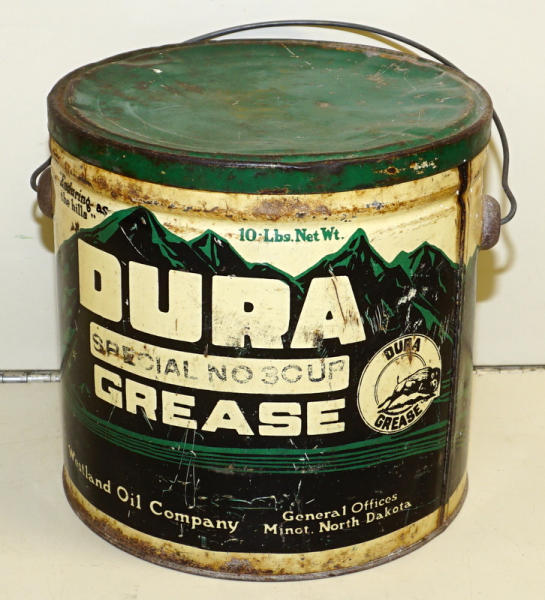 "Enduring as
the hills"
10 Lbs. Net Wt.
DURA
SPECIAL NO 3 CUP
GREASE
DURA
GREASE
Westland Oil Company
General Offices
Minot, North Dakota